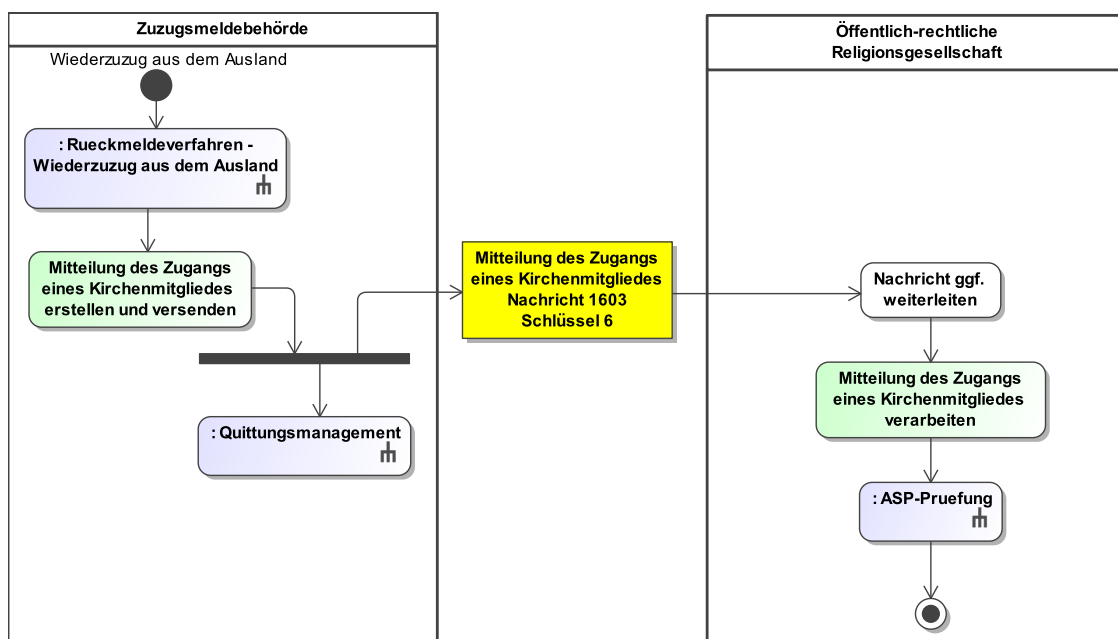 Zuzugsmeldebehörde
Wiederzuzug aus dem Ausland
: Rueckmeldeverfahren -
Wiederzuzug aus dem Ausland
Mitteilung des Zugangs
eines Kirchenmitgliedes
erstellen und versenden
: Quittungsmanagement
Mitteilung des Zugangs
eines Kirchenmitgliedes
Nachricht 1603
Schlüssel 6
Öffentlich-rechtliche
Religionsgesellschaft
Nachricht ggf.
weiterleiten
Mitteilung des Zugangs
eines Kirchenmitgliedes
verarbeiten
: ASP-Pruefung